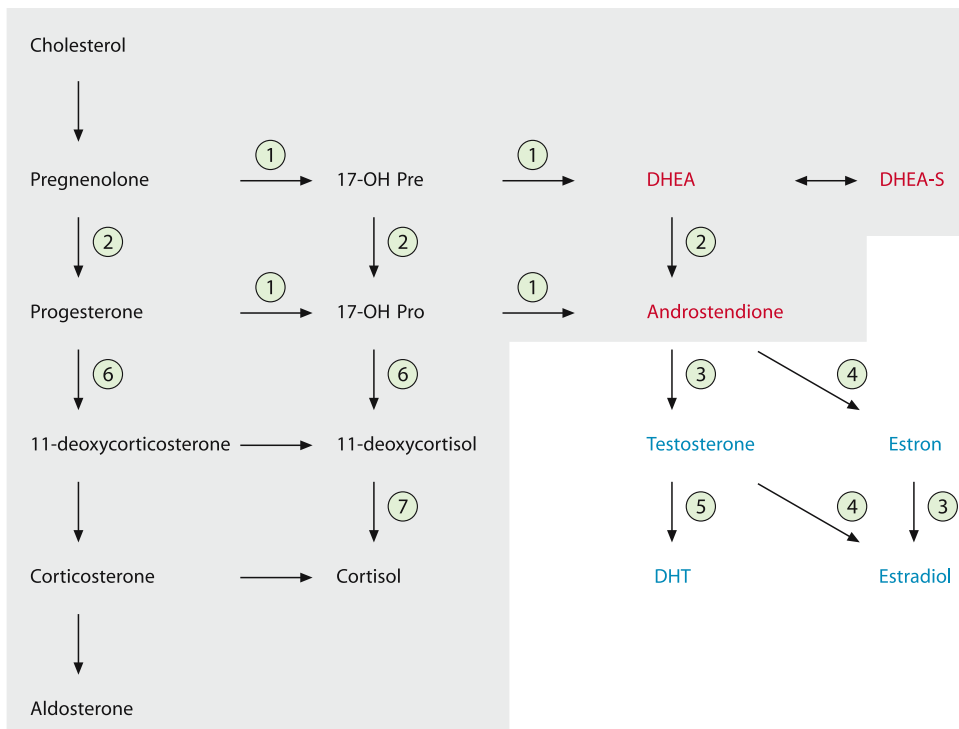 Cholesterol
1 1
Pregnenolone 17-OH Pre DHEA DHEA-S
2 2 2
1 1
Progesterone 17-OH Pro Androstendione
6 6 3 4
11-deoxycorticosterone 11-deoxycortisol Testosterone Estron
7 5 4 3
Corticosterone Cortisol DHT Estradiol
Aldosterone